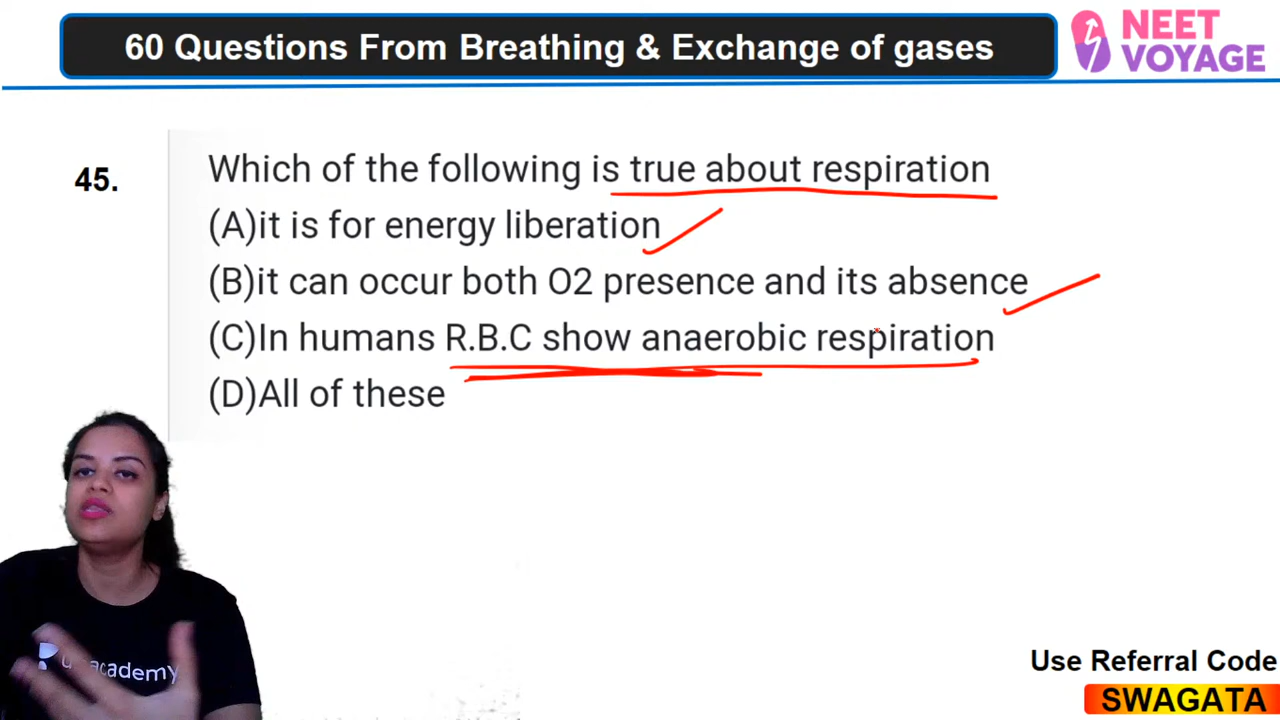 60 Questions From Breathing & Exchange of gases
NEET
VOYAGE
45.
Which of the following is true about respiration
(A)it is for energy liberation
(B)it can occur both O2 presence and its absence
(C)In humans R.B.C show anaerobic respiration
(D)All of these
Use Referral Code
SWAGATA